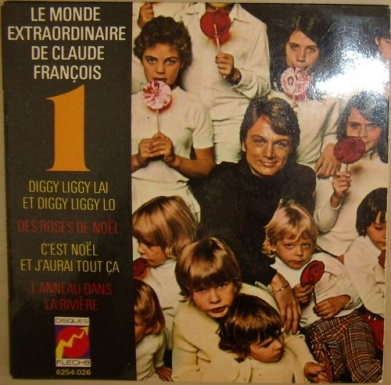 LE MONDE
EXTRAORDINAIRE
DE CLAUDE
FRANÇOIS
1
DIGGY LIGGY LAI
ET DIGGY LIGGY LO
DES ROSES DE NOËL
C'EST NOËL
ET J'AURAI TOUT ÇA
L'ANNEAU DANS
LA RIVIÈRE
DISQUES
FLECHE
6254.026